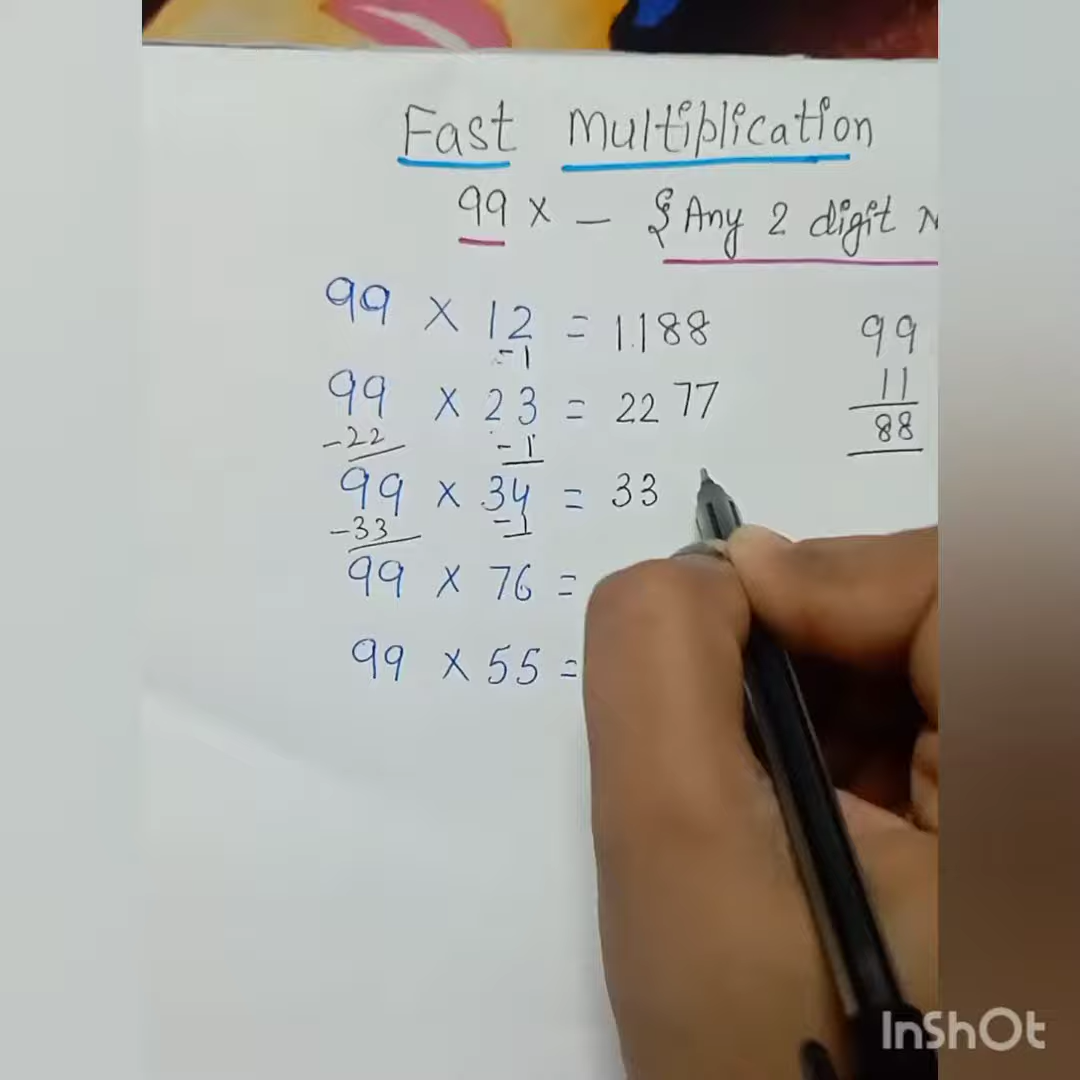 Fast Multiplication
99 × — { Any 2 digit
99 × 12 = 1188
-1
99 × 23 = 2277
-22 -1
99 × 34 = 33
-33 -1
99 × 76 =
99 × 55 =
99
11
88
InShOt